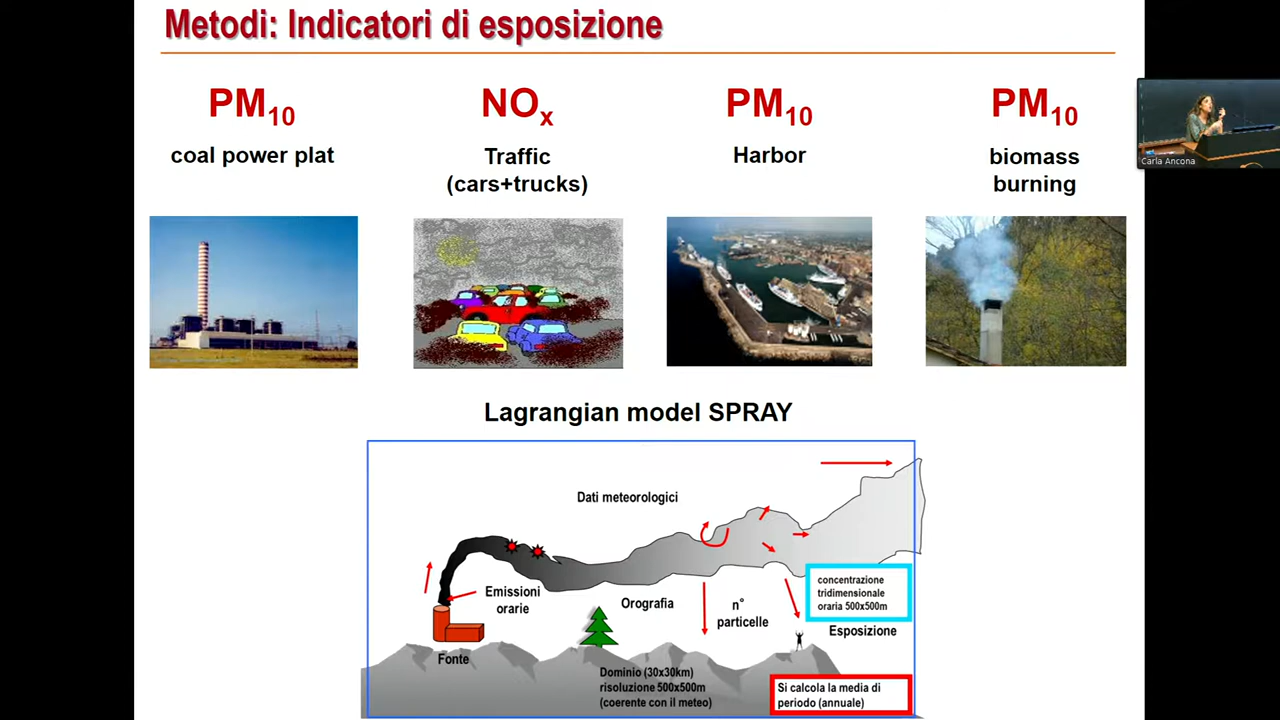 Metodi: Indicatori di esposizione
PM10
coal power plat
NOx
Traffic
(cars+trucks)
PM10
Harbor
PM10
biomass
burning
Carla Ancona
Lagrangian model SPRAY
Dati meteorologici
Emissioni
orarie
Orografia
n°
particelle
concentrazione
tridimensionale
oraria 500x500m
Esposizione
Fonte
Dominio (30x30km)
risoluzione 500x500m
(coerente con il meteo)
Si calcola la media di
periodo (annuale)